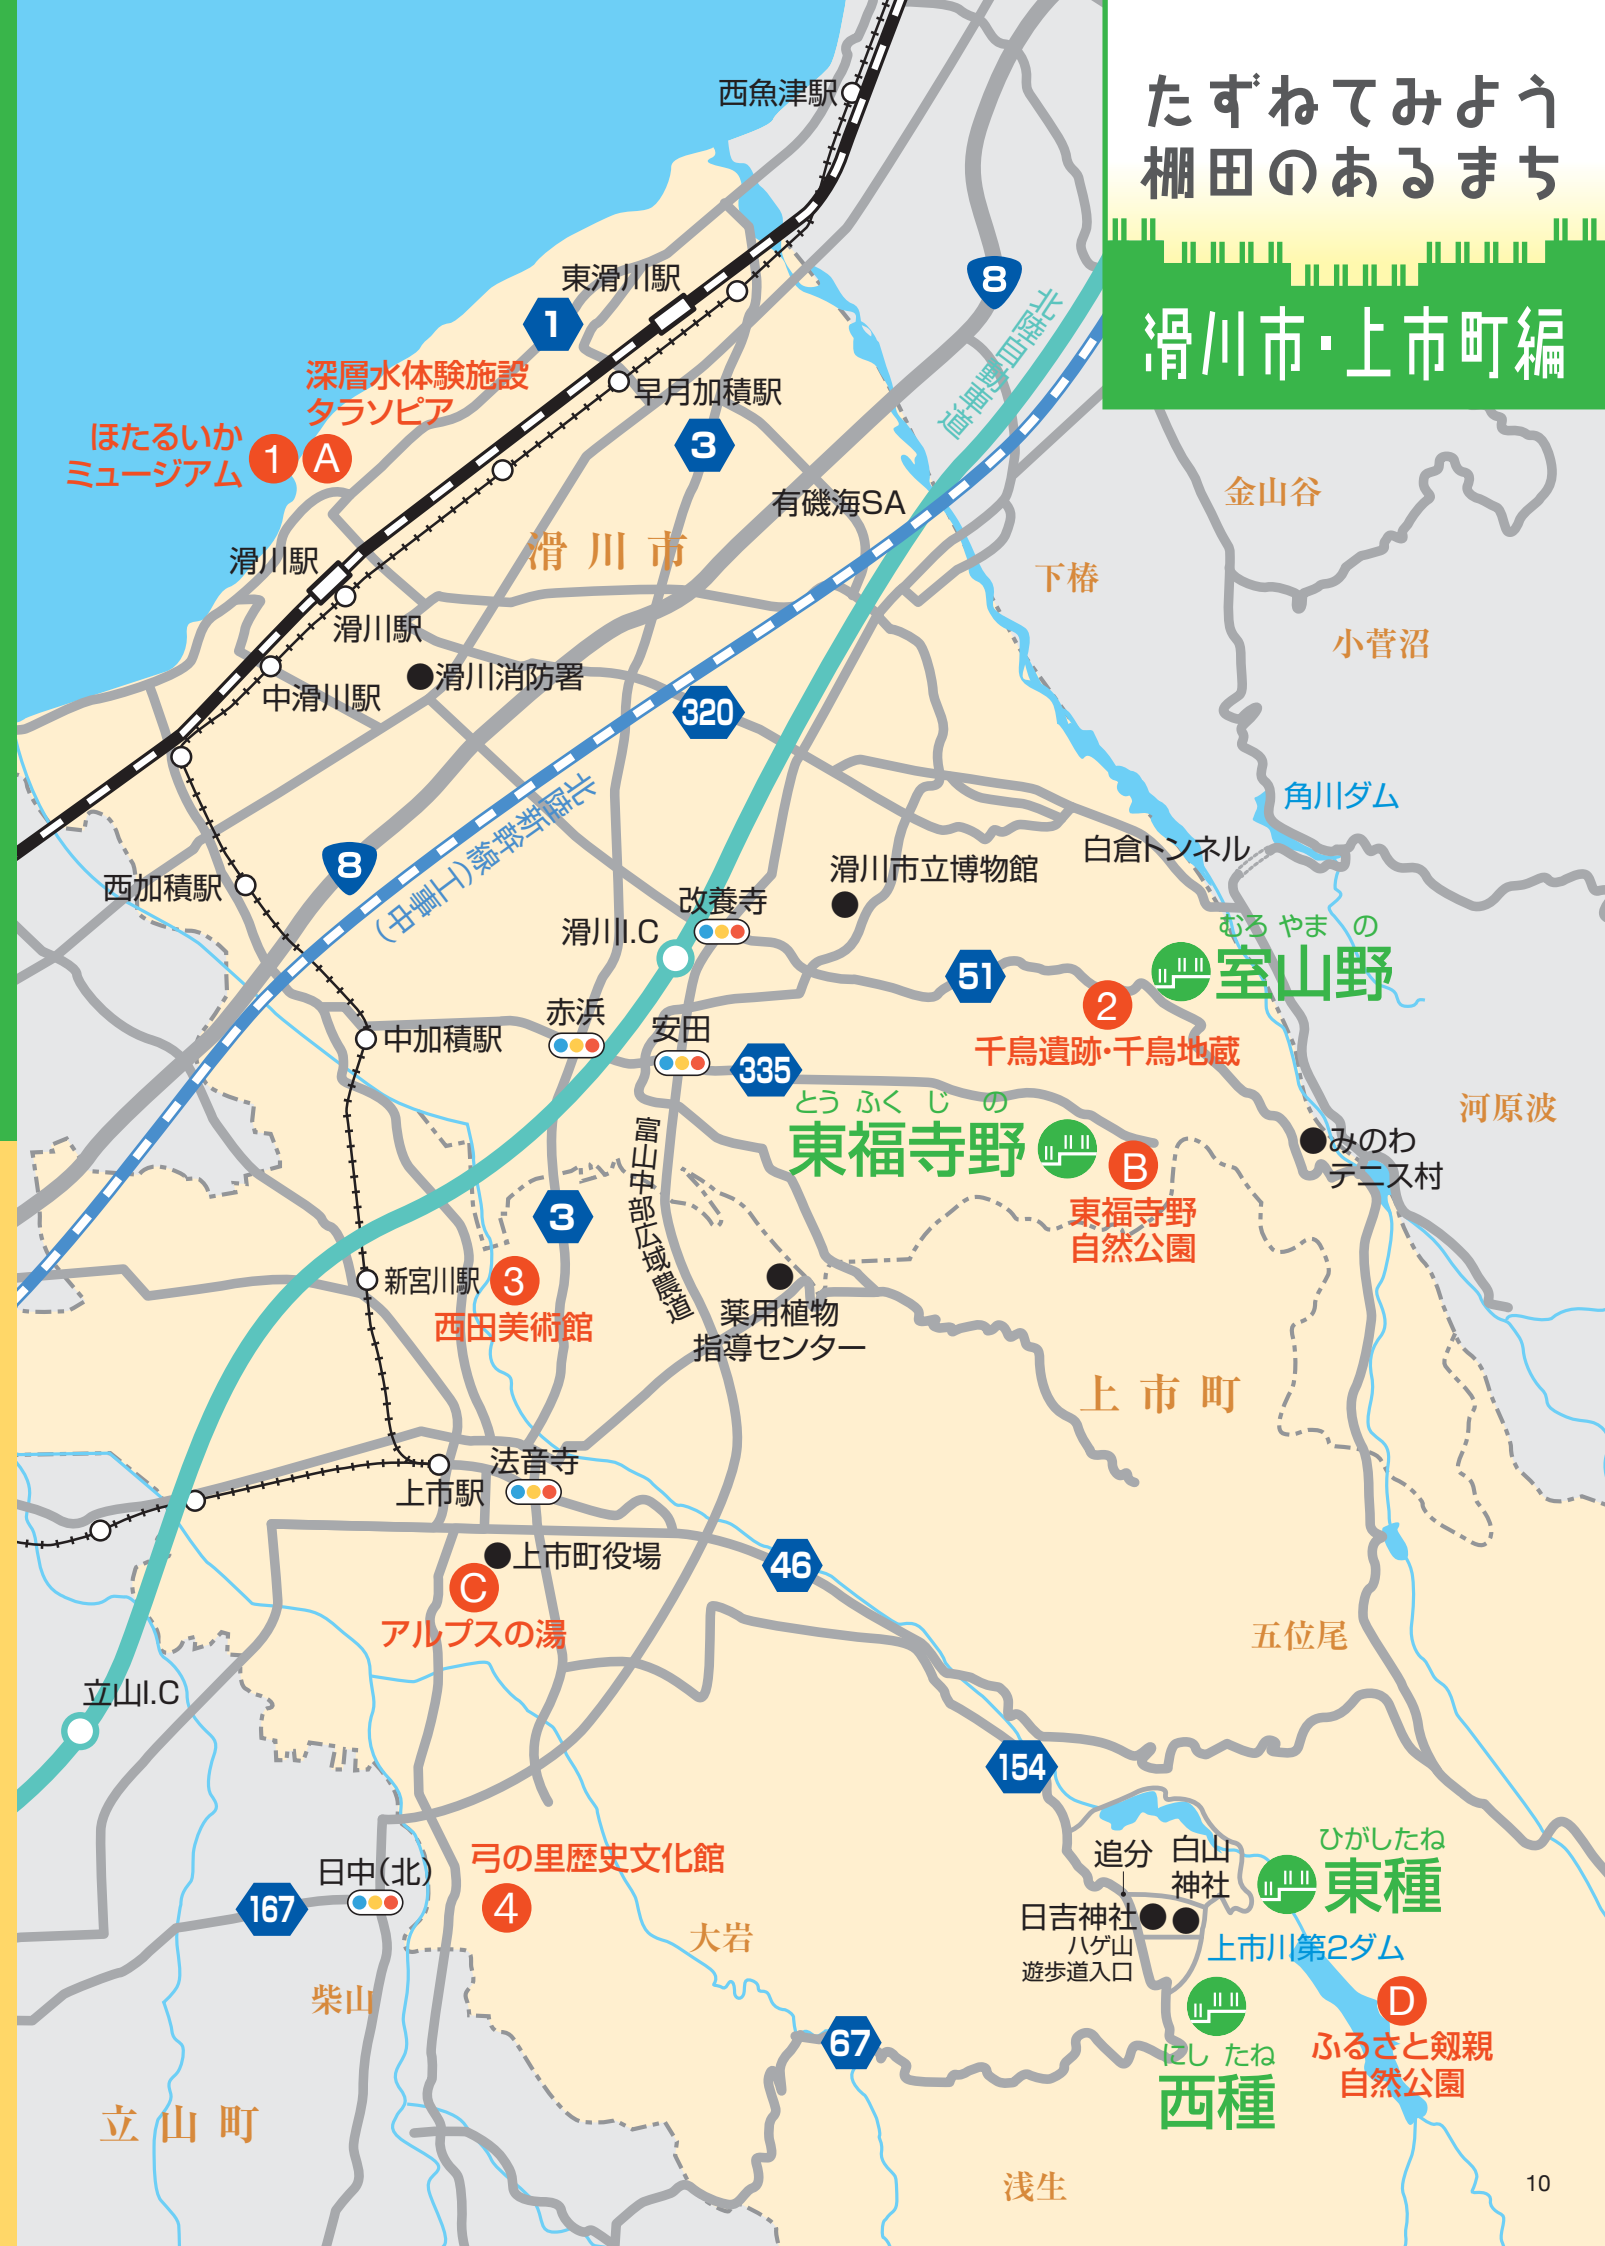 たずねてみよう
棚田のあるまち
滑川市・上市町編
西魚津駅
東滑川駅
8
1
北陸自動車道
深層水体験施設
タラソピア
早月加積駅
ほたるいか
ミュージアム
1
A
3
有磯海SA
金山谷
滑川市
滑川駅
下椿
滑川駅
小菅沼
滑川消防署
中滑川駅
320
角川ダム
北陸新幹線(工事中)
8
白倉トンネル
西加積駅
滑川市立博物館
改養寺
滑川I.C
むろ やま の
室山野
51
2
千鳥遺跡・千鳥地蔵
赤浜
安田
中加積駅
335
とう ふく じ の
東福寺野
河原波
みのわ
テニス村
B
東福寺野
自然公園
富山中部広域農道
3
新宮川駅
3
西田美術館
薬用植物
指導センター
上市町
法音寺
上市駅
上市町役場
46
C
アルプスの湯
五位尾
立山I.C
154
ひがしたね
東種
追分
白山
神社
弓の里歴史文化館
4
日中(北)
167
日吉神社
ハゲ山
遊歩道入口
大岩
上市川第2ダム
柴山
D
ふるさと剱親
自然公園
67
にし たね
西種
立山町
浅生
10